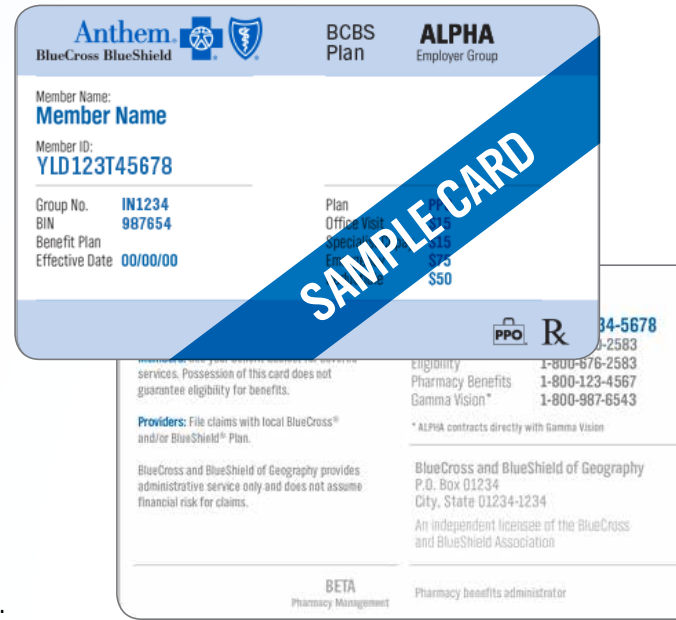 Anthem.
BlueCross BlueShield
BCBS
Plan
ALPHA
Employer Group
Member Name:
Member Name
Member ID:
YLD123T45678
Group No. IN1234
BIN 987654
Benefit Plan
Effective Date 00/00/00
Plan
Office Visit $15
$15
$75
$50
SAMPLE CARD
PPO
Rx
34-5678
-2583
Eligibility 1-800-676-2583
Pharmacy Benefits 1-800-123-4567
Gamma Vision* 1-800-987-6543
* ALPHA contracts directly with Gamma Vision
services. Possession of this card does not
guarantee eligibility for benefits.
Providers: File claims with local BlueCross®
and/or BlueShield® Plan.
BlueCross and BlueShield of Geography provides
administrative service only and does not assume
financial risk for claims.
BlueCross and BlueShield of Geography
P.O. Box 01234
City, State 01234-1234
An independent licensee of the BlueCross
and BlueShield Association
BETA
Pharmacy Management
Pharmacy benefits administrator
.